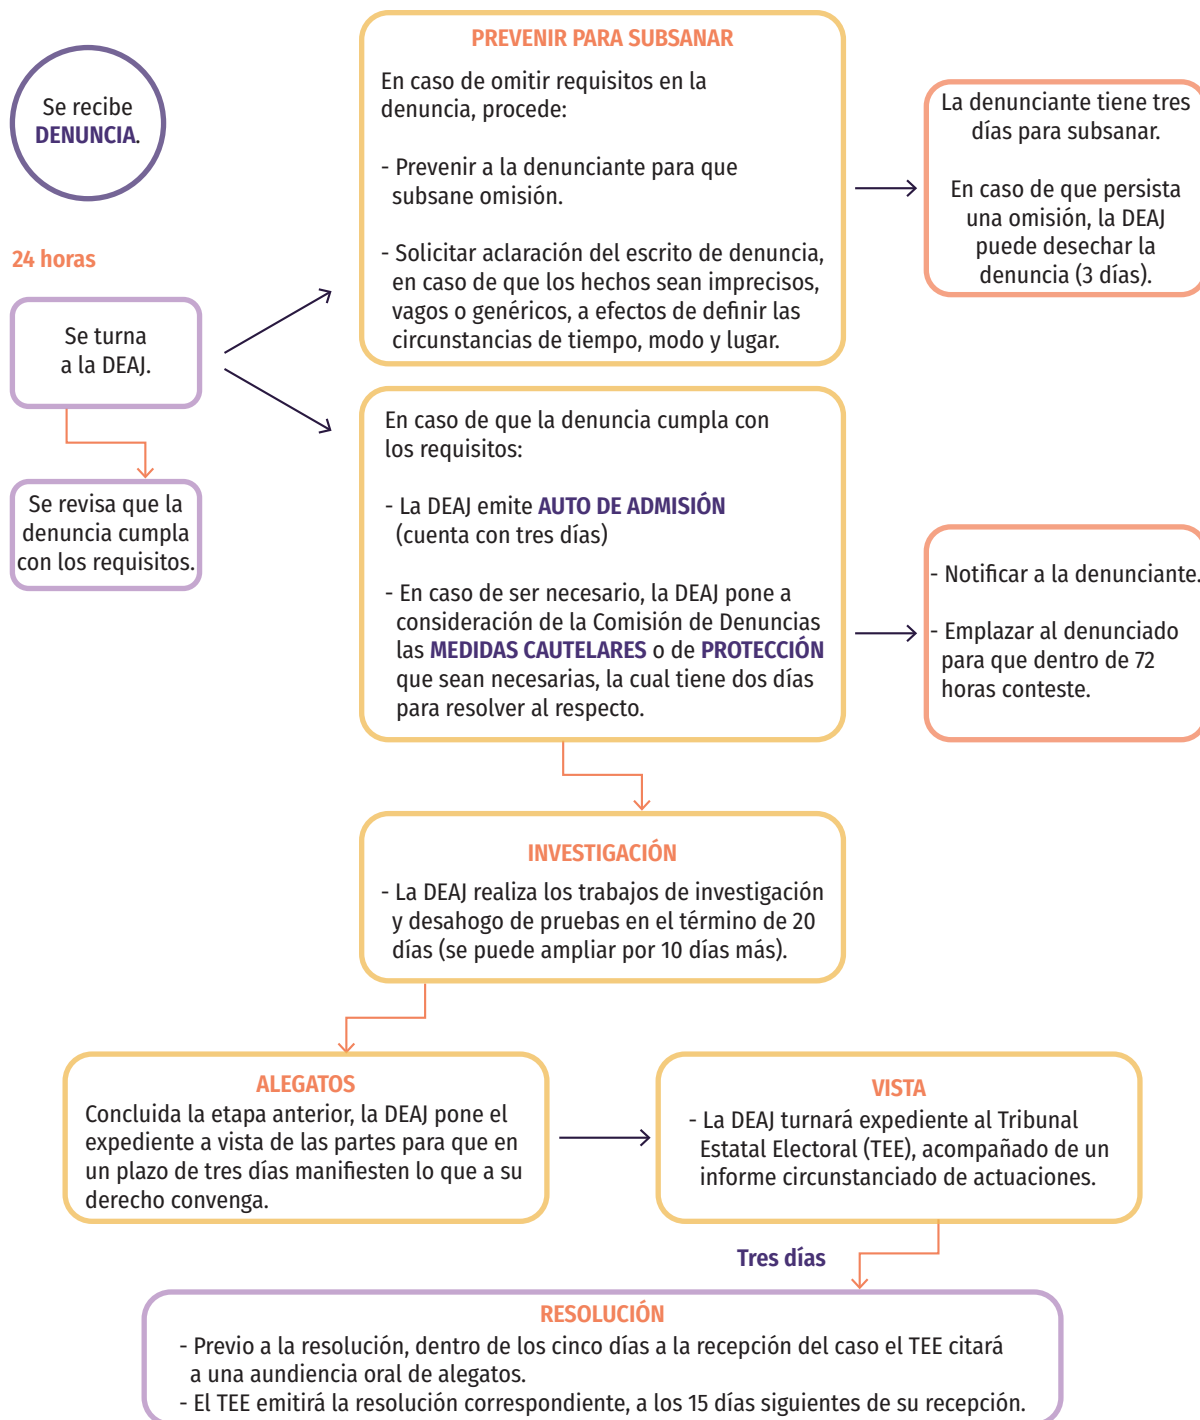 Se recibe
DENUNCIA.
24 horas
Se turna
a la DEAJ.
Se revisa que la
denuncia cumpla
con los requisitos.
PREVENIR PARA SUBSANAR
En caso de omitir requisitos en la
denuncia, procede:
- Prevenir a la denunciante para que
subsane omisión.
- Solicitar aclaración del escrito de denuncia,
en caso de que los hechos sean imprecisos,
vagos o genéricos, a efectos de definir las
circunstancias de tiempo, modo y lugar.
La denunciante tiene tres
días para subsanar.
En caso de que persista
una omisión, la DEAJ
puede desechar la
denuncia (3 días).
En caso de que la denuncia cumpla con
los requisitos:
- La DEAJ emite AUTO DE ADMISIÓN
(cuenta con tres días)
- En caso de ser necesario, la DEAJ pone a
consideración de la Comisión de Denuncias
las MEDIDAS CAUTELARES o de PROTECCIÓN
que sean necesarias, la cual tiene dos días
para resolver al respecto.
- Notificar a la denunciante.
- Emplazar al denunciado
para que dentro de 72
horas conteste.
INVESTIGACIÓN
- La DEAJ realiza los trabajos de investigación
y desahogo de pruebas en el término de 20
días (se puede ampliar por 10 días más).
ALEGATOS
Concluida la etapa anterior, la DEAJ pone el
expediente a vista de las partes para que en
un plazo de tres días manifiesten lo que a su
derecho convenga.
VISTA
- La DEAJ turnará expediente al Tribunal
Estatal Electoral (TEE), acompañado de un
informe circunstanciado de actuaciones.
Tres días
RESOLUCIÓN
- Previo a la resolución, dentro de los cinco días a la recepción del caso el TEE citará
a una aundiencia oral de alegatos.
- El TEE emitirá la resolución correspondiente, a los 15 días siguientes de su recepción.